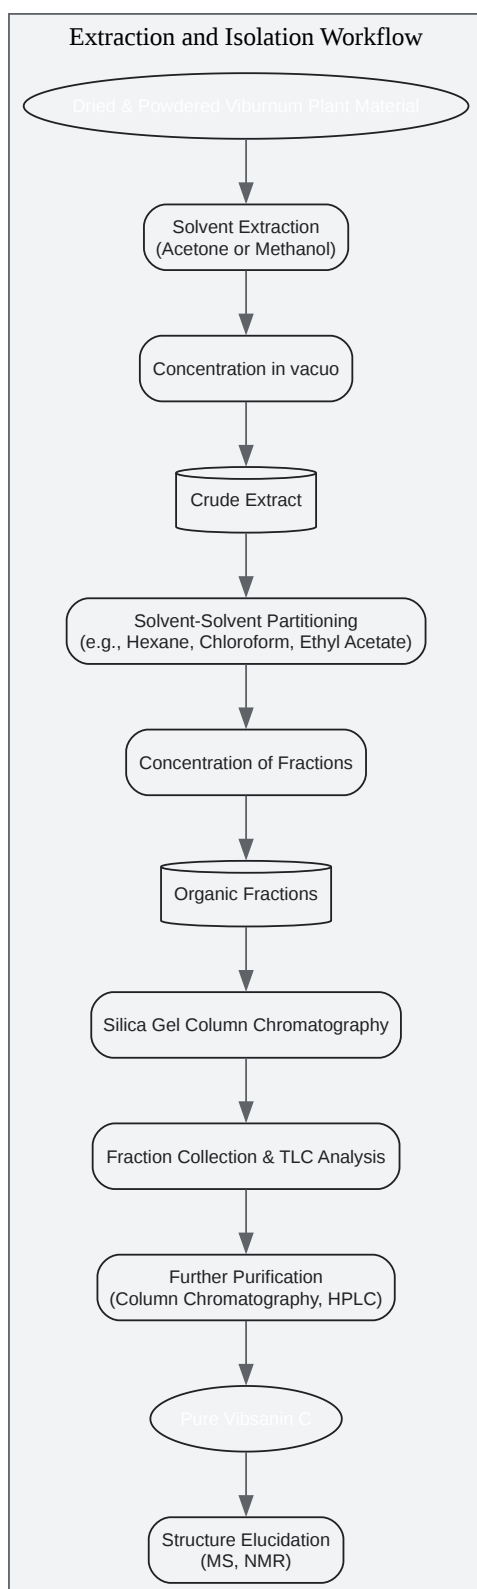 Extraction and Isolation Workflow
Dried & Powdered Viburnum Plant Material
Solvent Extraction
(Acetone or Methanol)
Concentration in vacuo
Crude Extract
Solvent-Solvent Partitioning
(e.g., Hexane, Chloroform, Ethyl Acetate)
Concentration of Fractions
Organic Fractions
Silica Gel Column Chromatography
Fraction Collection & TLC Analysis
Further Purification
(Column Chromatography, HPLC)
Pure Vibsanin C
Structure Elucidation
(MS, NMR)